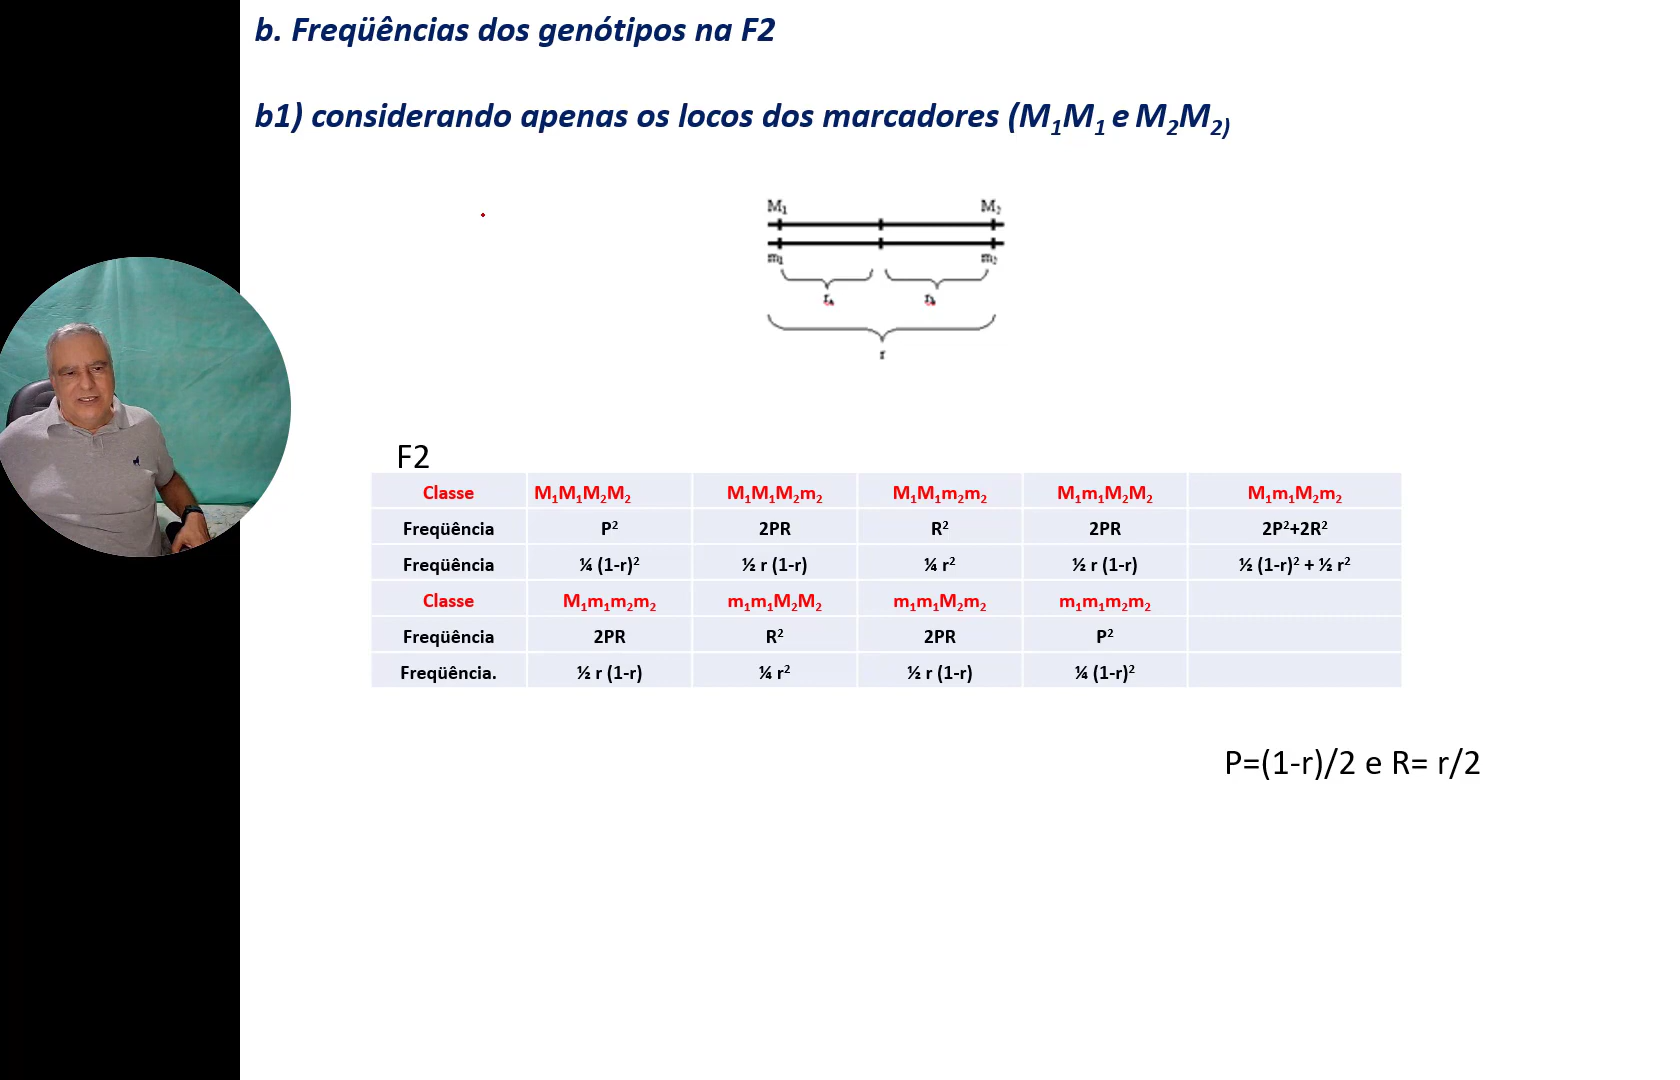 b. Freqüências dos genótipos na F2
b1) considerando apenas os locos dos marcadores (M₁M₁ e M₂M₂₎
M₁ M₂
m₁ m₂
r
F2
Classe M₁M₁M₂M₂ M₁M₁M₂m₂ M₁M₁m₂m₂ M₁m₁M₂M₂ M₁m₁M₂m₂
Freqüência P² 2PR R² 2PR 2P²+2R²
Freqüência ¼ (1-r)² ½ r (1-r) ¼ r² ½ r (1-r) ½ (1-r)² + ½ r²
Classe M₁m₁m₂m₂ m₁m₁M₂M₂ m₁m₁M₂m₂ m₁m₁m₂m₂
Freqüência 2PR R² 2PR P²
Freqüência. ½ r (1-r) ¼ r² ½ r (1-r) ¼ (1-r)²
P=(1-r)/2 e R= r/2